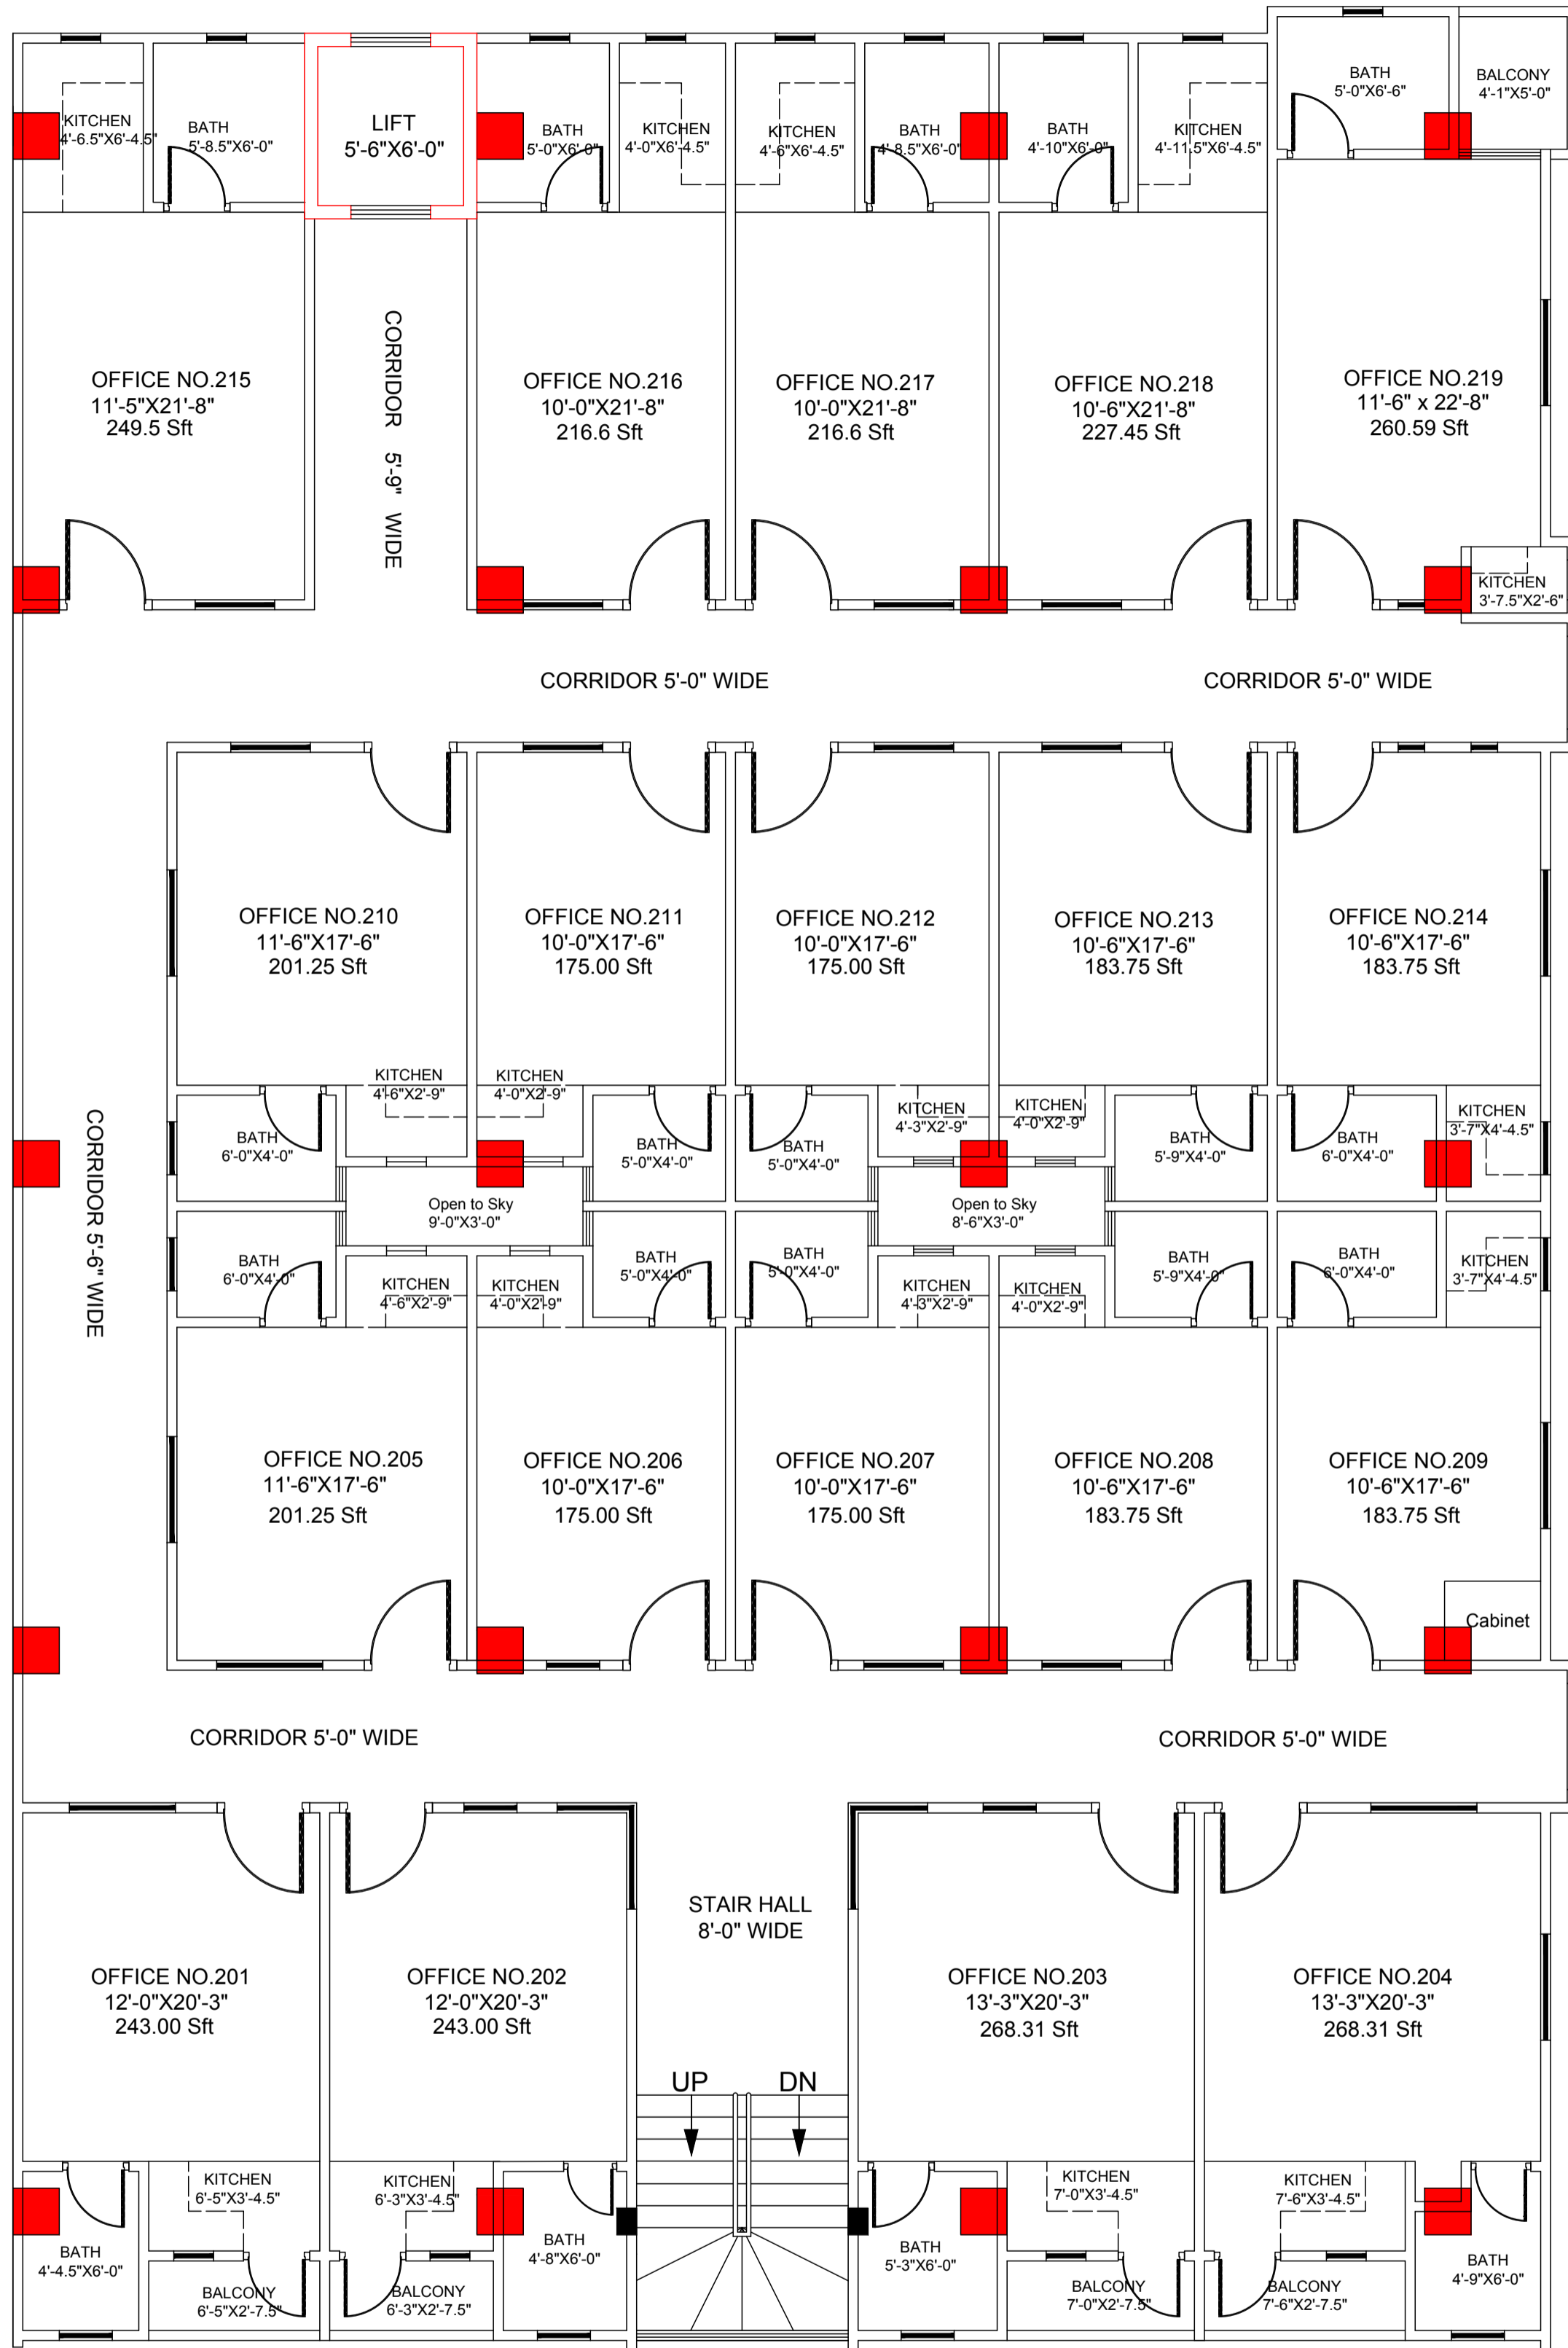 BATH
5'-0"X6'-6"
BALCONY
4'-1"X5'-0"
KITCHEN
4'-6.5"X6'-4.5"
BATH
5'-8.5"X6'-0"
LIFT
5'-6"X6'-0"
BATH
5'-0"X6'-0"
KITCHEN
4'-0"X6'-4.5"
KITCHEN
4'-6"X6'-4.5"
BATH
4'-8.5"X6'-0"
BATH
4'-10"X6'-0"
KITCHEN
4'-11.5"X6'-4.5"
OFFICE NO.215
11'-5"X21'-8"
249.5 Sft
CORRIDOR 5'-9" WIDE
OFFICE NO.216
10'-0"X21'-8"
216.6 Sft
OFFICE NO.217
10'-0"X21'-8"
216.6 Sft
OFFICE NO.218
10'-6"X21'-8"
227.45 Sft
OFFICE NO.219
11'-6" x 22'-8"
260.59 Sft
KITCHEN
3'-7.5"X2'-6"
CORRIDOR 5'-0" WIDE
CORRIDOR 5'-0" WIDE
OFFICE NO.210
11'-6"X17'-6"
201.25 Sft
OFFICE NO.211
10'-0"X17'-6"
175.00 Sft
OFFICE NO.212
10'-0"X17'-6"
175.00 Sft
OFFICE NO.213
10'-6"X17'-6"
183.75 Sft
OFFICE NO.214
10'-6"X17'-6"
183.75 Sft
KITCHEN
4'-6"X2'-9"
KITCHEN
4'-0"X2'-9"
KITCHEN
4'-3"X2'-9"
KITCHEN
4'-0"X2'-9"
KITCHEN
3'-7"X4'-4.5"
BATH
6'-0"X4'-0"
BATH
5'-0"X4'-0"
BATH
5'-0"X4'-0"
BATH
5'-9"X4'-0"
BATH
6'-0"X4'-0"
CORRIDOR 5'-6" WIDE
Open to Sky
9'-0"X3'-0"
Open to Sky
8'-6"X3'-0"
BATH
6'-0"X4'-0"
KITCHEN
4'-6"X2'-9"
KITCHEN
4'-0"X2'-9"
BATH
5'-0"X4'-0"
BATH
5'-0"X4'-0"
KITCHEN
4'-3"X2'-9"
KITCHEN
4'-0"X2'-9"
BATH
5'-9"X4'-0"
BATH
6'-0"X4'-0"
KITCHEN
3'-7"X4'-4.5"
OFFICE NO.205
11'-6"X17'-6"
201.25 Sft
OFFICE NO.206
10'-0"X17'-6"
175.00 Sft
OFFICE NO.207
10'-0"X17'-6"
175.00 Sft
OFFICE NO.208
10'-6"X17'-6"
183.75 Sft
OFFICE NO.209
10'-6"X17'-6"
183.75 Sft
Cabinet
CORRIDOR 5'-0" WIDE
CORRIDOR 5'-0" WIDE
STAIR HALL
8'-0" WIDE
OFFICE NO.201
12'-0"X20'-3"
243.00 Sft
OFFICE NO.202
12'-0"X20'-3"
243.00 Sft
OFFICE NO.203
13'-3"X20'-3"
268.31 Sft
OFFICE NO.204
13'-3"X20'-3"
268.31 Sft
UP
DN
KITCHEN
6'-5"X3'-4.5"
KITCHEN
6'-3"X3'-4.5"
KITCHEN
7'-0"X3'-4.5"
KITCHEN
7'-6"X3'-4.5"
BATH
4'-4.5"X6'-0"
BALCONY
6'-5"X2'-7.5"
BALCONY
6'-3"X2'-7.5"
BATH
4'-8"X6'-0"
BATH
5'-3"X6'-0"
BALCONY
7'-0"X2'-7.5"
BALCONY
7'-6"X2'-7.5"
BATH
4'-9"X6'-0"